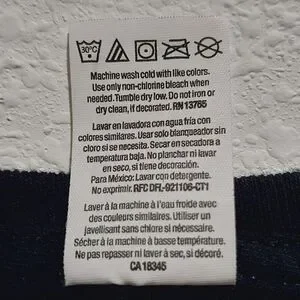 30°C
Machine wash cold with like colors.
Use only non-chlorine bleach when
needed. Tumble dry low. Do not iron or
dry clean, if decorated. RN 13765
Lavar en lavadora con agua fría con
colores similares. Usar solo blanqueador sin
cloro si se necesita. Secar en secadora a
temperatura baja. No planchar ni lavar
en seco, si tiene decoración.
Para México: Lavar con detergente.
No exprimir. RFC DFL-921106-CT1
Laver à la machine à l'eau froide avec
des couleurs similaires. Utiliser un
javellisant sans chlore si nécessaire.
Sécher à la machine à basse température.
Ne pas repasser ni laver à sec, si décoré.
CA 18345